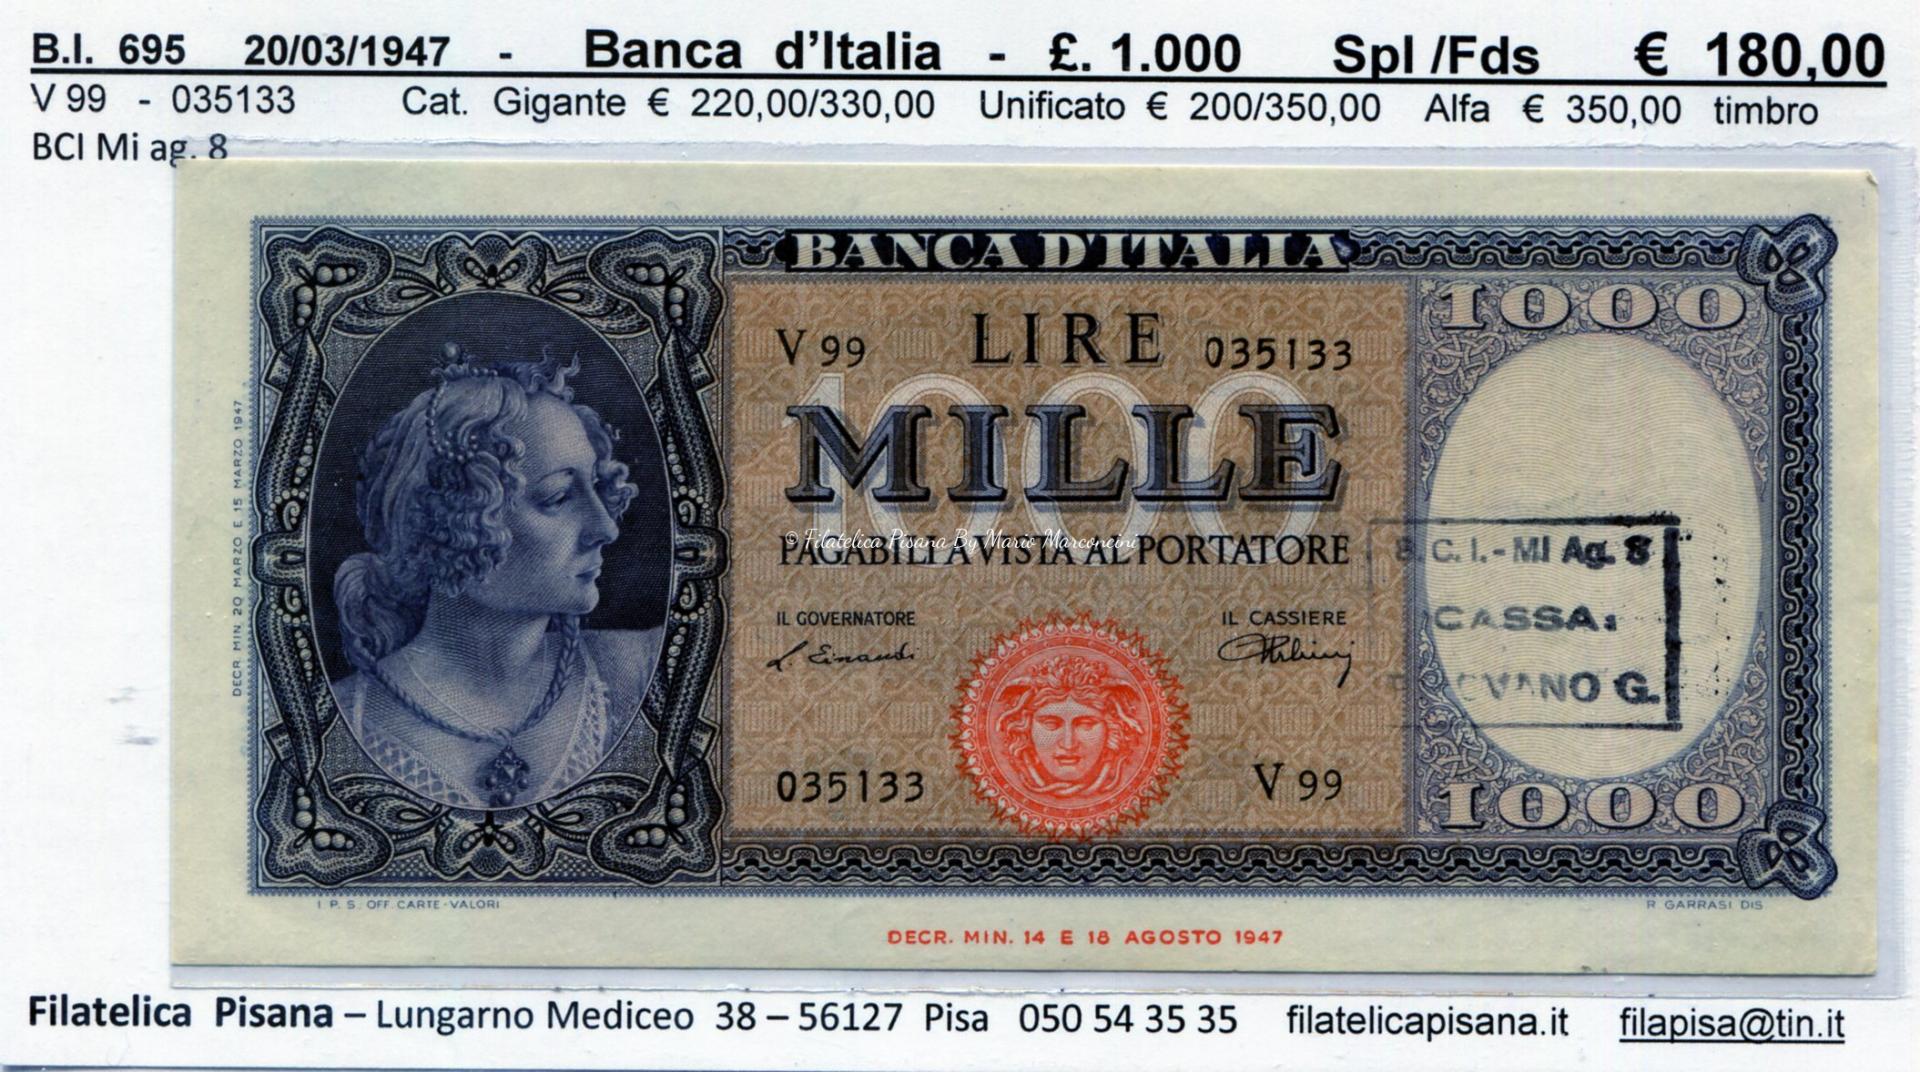 B.I. 695 20/03/1947 - Banca d'Italia - £. 1.000 Spl /Fds € 180,00
V 99 - 035133 Cat. Gigante € 220,00/330,00 Unificato € 200/350,00 Alfa € 350,00 timbro
BCI Mi ag. 8
BANCA D'ITALIA
1000
V 99 LIRE 035133
1000
MILLE
© Filatelica Pisana By Mario Marconcini
PAGABILI A VISTA AL PORTATORE
B.C.I.-MI Ag. 8
CASSA:
G.
IL GOVERNATORE IL CASSIERE
L. Einaudi
035133 V 99
1000
DECR. MIN. 20 MARZO E 15 MARZO 1947
I. P. S. OFF. CARTE-VALORI
R GARRASI DIS
DECR. MIN. 14 E 18 AGOSTO 1947
Filatelica Pisana – Lungarno Mediceo 38 – 56127 Pisa 050 54 35 35 filatelicapisana.it filapisa@tin.it